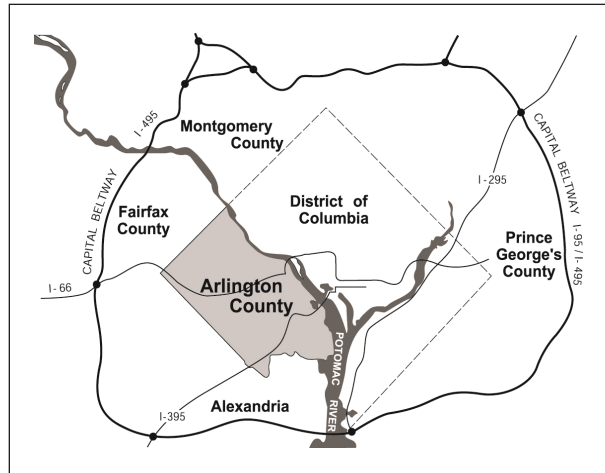 I-495
Montgomery
County
CAPITAL BELTWAY
I-295
CAPITAL BELTWAY I-95 / I-495
Fairfax
County
District of
Columbia
Prince
George's
County
I-66
Arlington
County
POTOMAC
RIVER
Alexandria
I-395